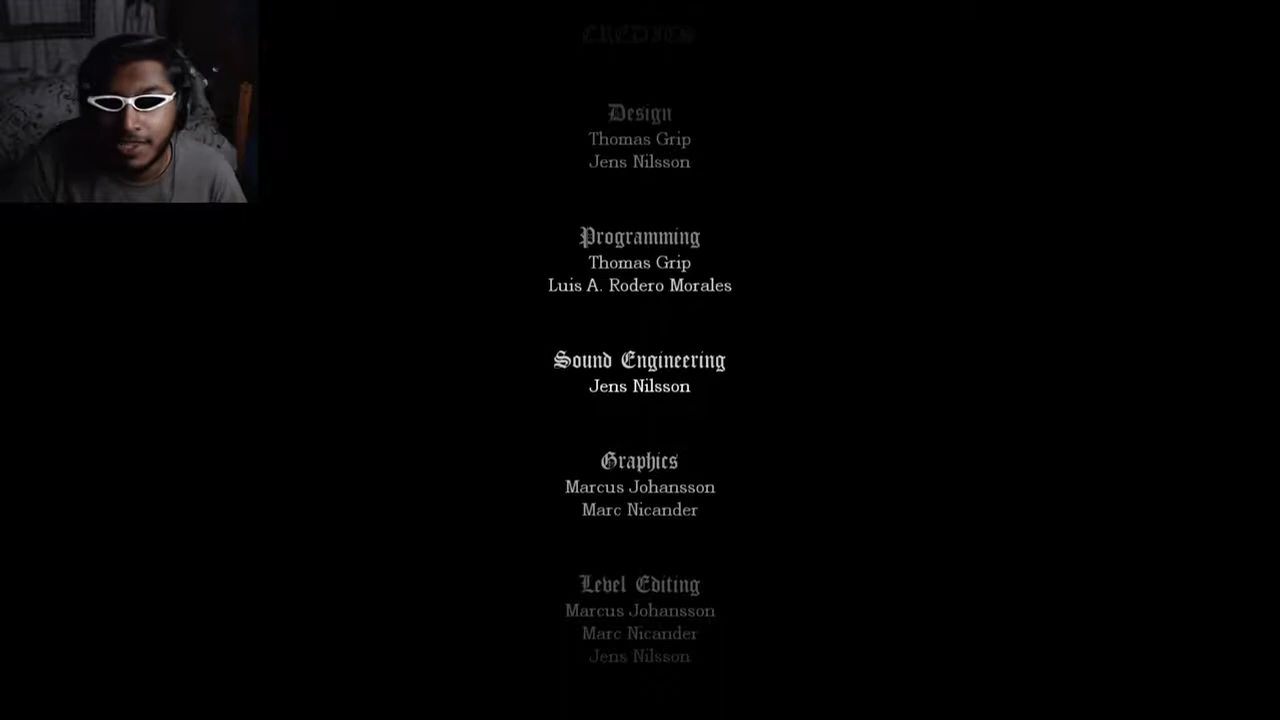 CREDITS
Design
Thomas Grip
Jens Nilsson
Programming
Thomas Grip
Luis A. Rodero Morales
Sound Engineering
Jens Nilsson
Graphics
Marcus Johansson
Marc Nicander
Level Editing
Marcus Johansson
Marc Nicander
Jens Nilsson